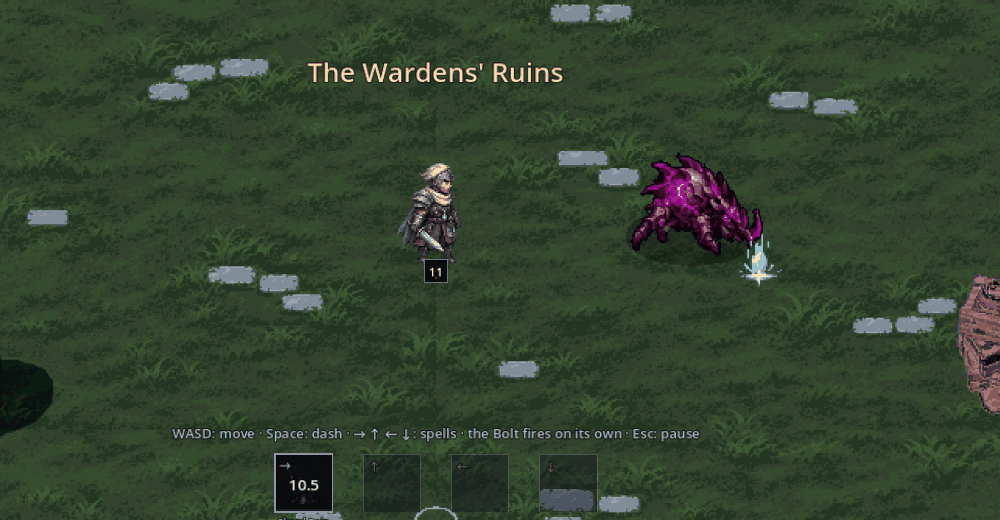 The Wardens' Ruins
11
WASD: move · Space: dash · → ↑ ← ↓: spells · the Bolt fires on its own · Esc: pause
→ ↑ ← ↓
10.5